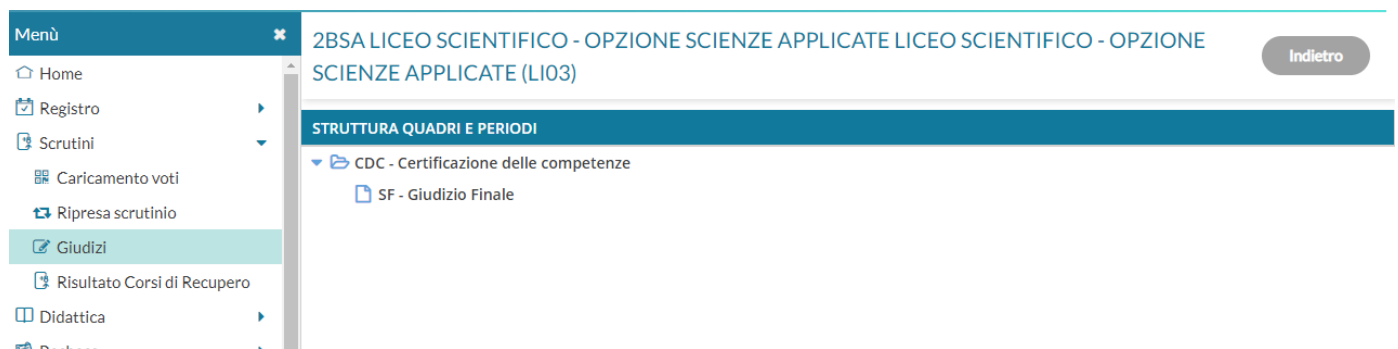 Menù
Home
Registro
Scrutini
Caricamento voti
Ripresa scrutinio
Giudizi
Risultato Corsi di Recupero
Didattica
2BSA LICEO SCIENTIFICO - OPZIONE SCIENZE APPLICATE LICEO SCIENTIFICO - OPZIONE
SCIENZE APPLICATE (LI03)
Indietro
STRUTTURA QUADRI E PERIODI
CDC - Certificazione delle competenze
SF - Giudizio Finale